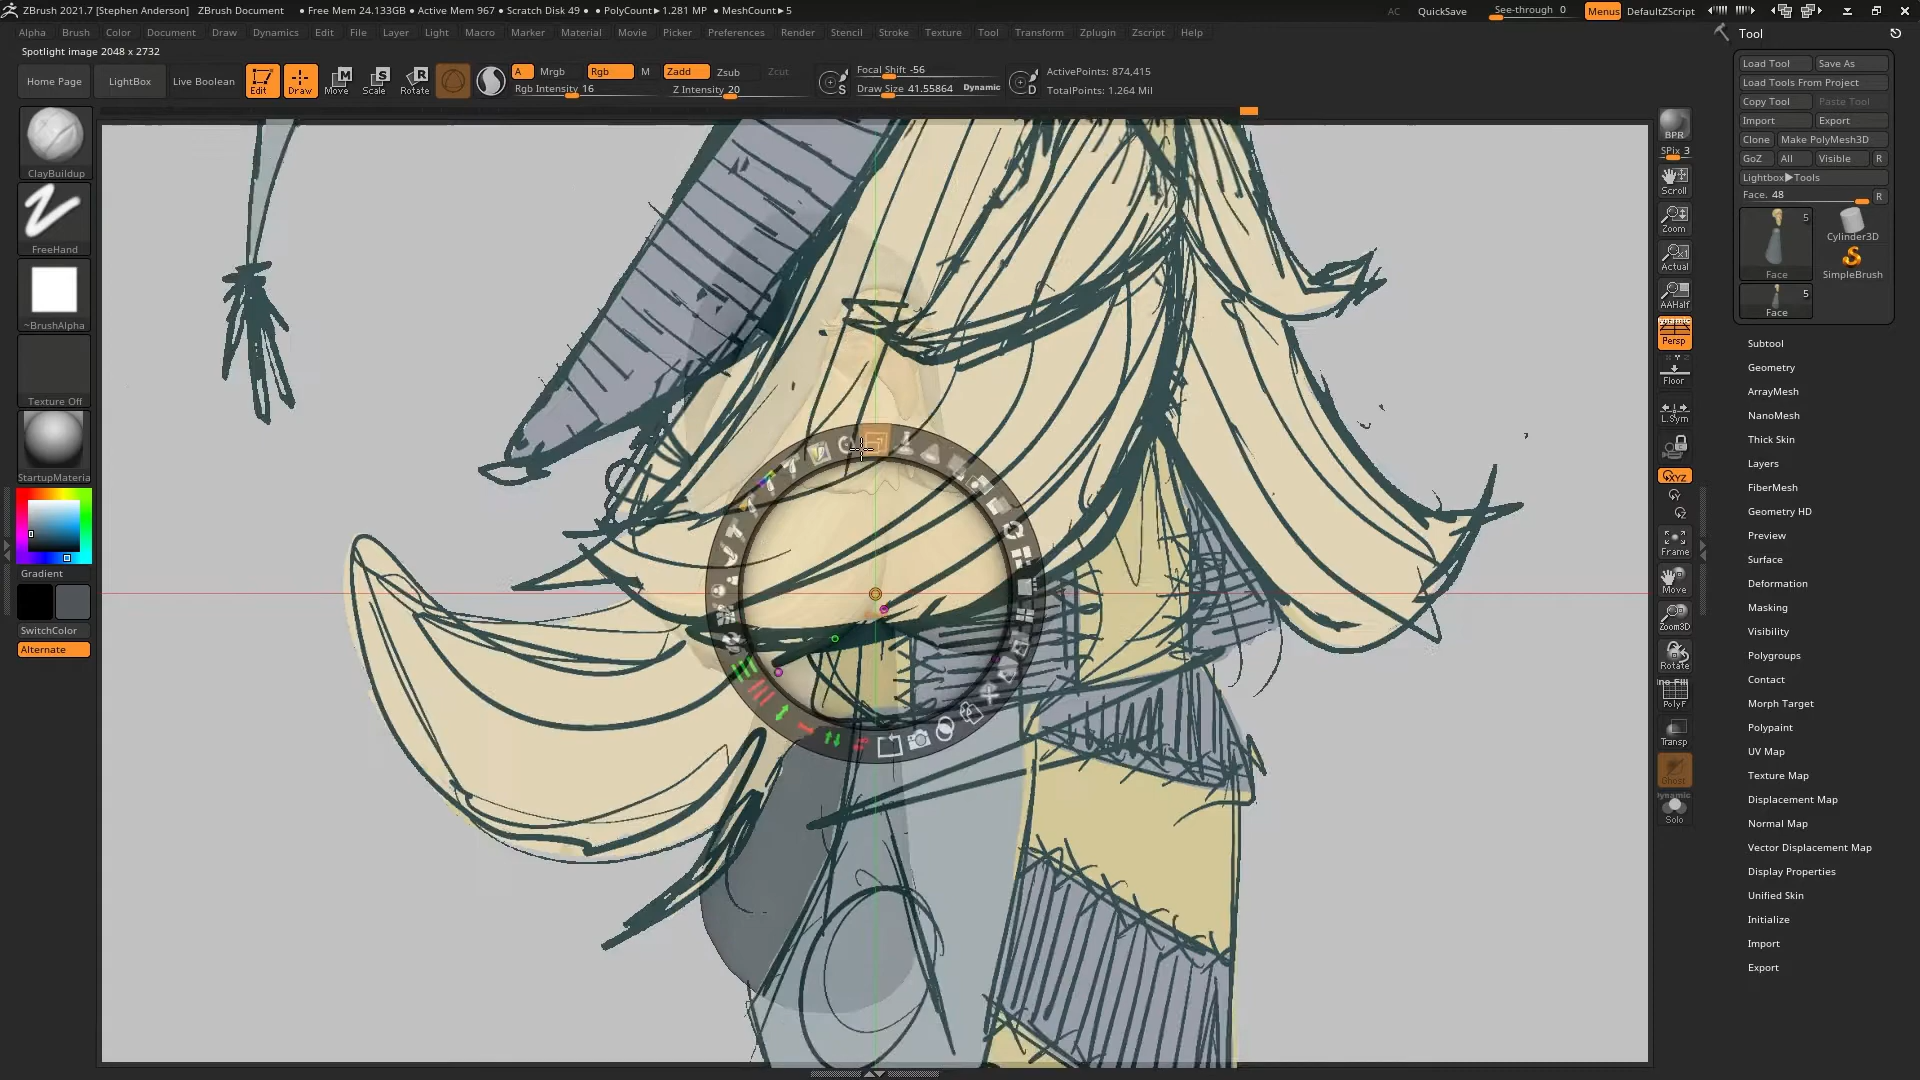 ZBrush 2021.7 [Stephen Anderson] ZBrush Document • Free Mem 24.133GB • Active Mem 967 • Scratch Disk 49 • • PolyCount▶1.281 MP • MeshCount▶5 AC QuickSave See-through 0 Menus DefaultZScript
Alpha Brush Color Document Draw Dynamics Edit File Layer Light Macro Marker Material Movie Picker Preferences Render Stencil Stroke Texture Tool Transform Zplugin Zscript Help
Spotlight image 2048 x 2732
Home Page LightBox Live Boolean Edit Draw Move Scale Rotate A Mrgb Rgb M Zadd Zsub Zcut
Rgb Intensity 16 Z Intensity 20
S Focal Shift -56
Draw Size 41.55864 Dynamic D
ActivePoints: 874,415
TotalPoints: 1.264 Mil
ClayBuildup
FreeHand
~BrushAlpha
Texture Off
StartupMateria
Gradient
SwitchColor
Alternate
BPR
SPix 3
Scroll
Zoom
Actual
AAHalf
Dynamic
Persp
Floor
L.Sym
XYZ
Y
Z
Frame
Move
Zoom3D
Rotate
PolyF
Transp
Ghost
Dynamic
Solo
Tool
Load Tool Save As
Load Tools From Project
Copy Tool Paste Tool
Import Export
Clone Make PolyMesh3D
GoZ All Visible R
Lightbox▶Tools
Face. 48 R
5
Face
Cylinder3D
SimpleBrush
5
Face
Subtool
Geometry
ArrayMesh
NanoMesh
Thick Skin
Layers
FiberMesh
Geometry HD
Preview
Surface
Deformation
Masking
Visibility
Polygroups
Contact
Morph Target
Polypaint
UV Map
Texture Map
Displacement Map
Normal Map
Vector Displacement Map
Display Properties
Unified Skin
Initialize
Import
Export